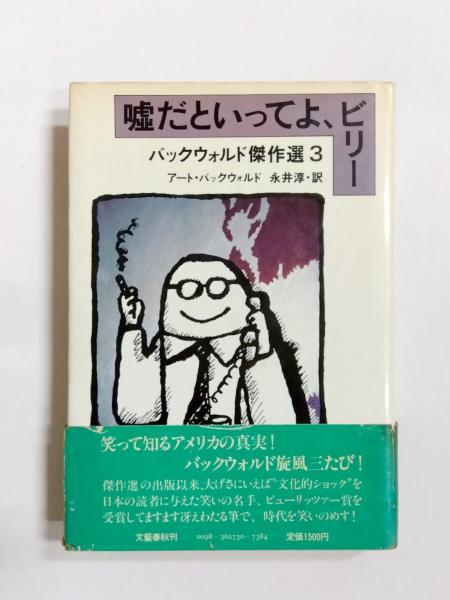 嘘だといってよ、ビリー
バックウォルド傑作選3
アート・バックウォルド 永井淳・訳
笑って知るアメリカの真実！
バックウォルド旋風三たび！
傑作選の出版以来、大げさにいえば“文化的ショック”を
日本の読者に与えた笑いの名手、ピューリッツァー賞を
受賞してますます冴えわたる筆で、時代を笑いのめす！
文藝春秋刊 0098-362730-7384 定価1500円